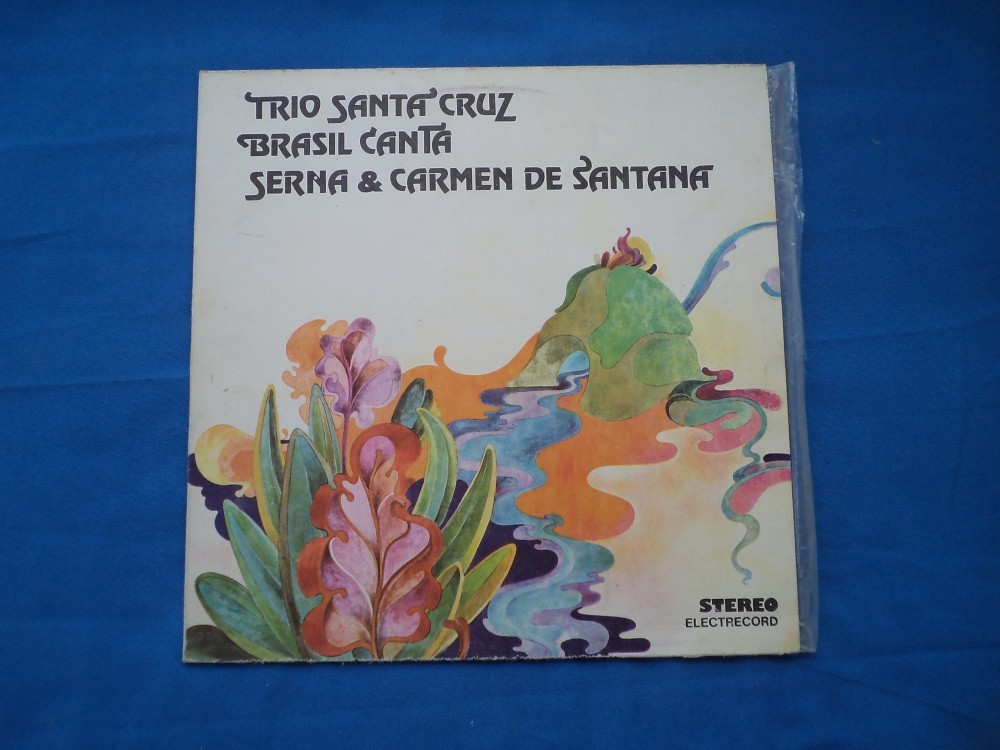 TRIO SANTA CRUZ
BRASIL CANTA
SERNA & CARMEN DE SANTANA
STEREO
ELECTRECORD